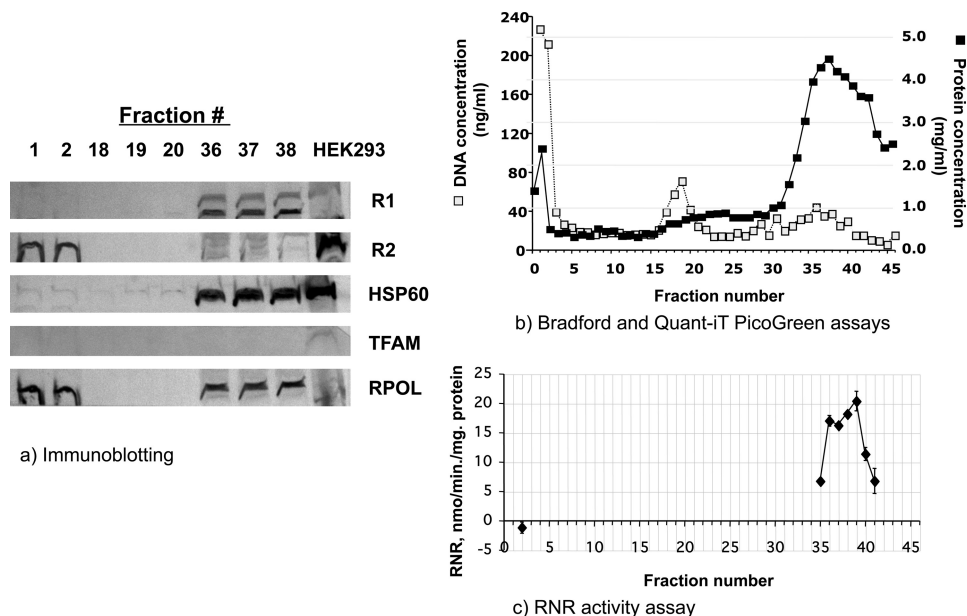 Fraction #
1 2 18 19 20 36 37 38 HEK293
R1
R2
HSP60
TFAM
RPOL
a) Immunoblotting
240
200
160
120
80
40
0
DNA concentration
(ng/ml)
5.0
4.0
3.0
2.0
1.0
0.0
Protein concentration
(mg/ml)
0 5 10 15 20 25 30 35 40 45
Fraction number
b) Bradford and Quant-iT PicoGreen assays
25
20
15
10
5
0
-5
RNR, nmo/min./mg. protein
0 5 10 15 20 25 30 35 40 45
Fraction number
c) RNR activity assay